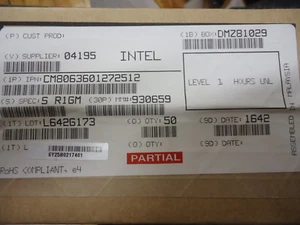 (P) CUST PROD:
(1B) BOX: DMZ81029
(V) SUPPLIER: 04195 INTEL
(1P) IPN: CM8063601272512
LEVEL 1 HOURS UNL
(S) SPEC: S R1GM (30P) MM#: 930659
(1T) LOT: L642G173 (Q) QTY: 50 (9D) DATE: 1642
(1T) L (Q) QTY: (9D) DATE:
6Y2580217401
PARTIAL
RoHS COMPLIANT. e4
ASSEMBLED IN MALAYSIA